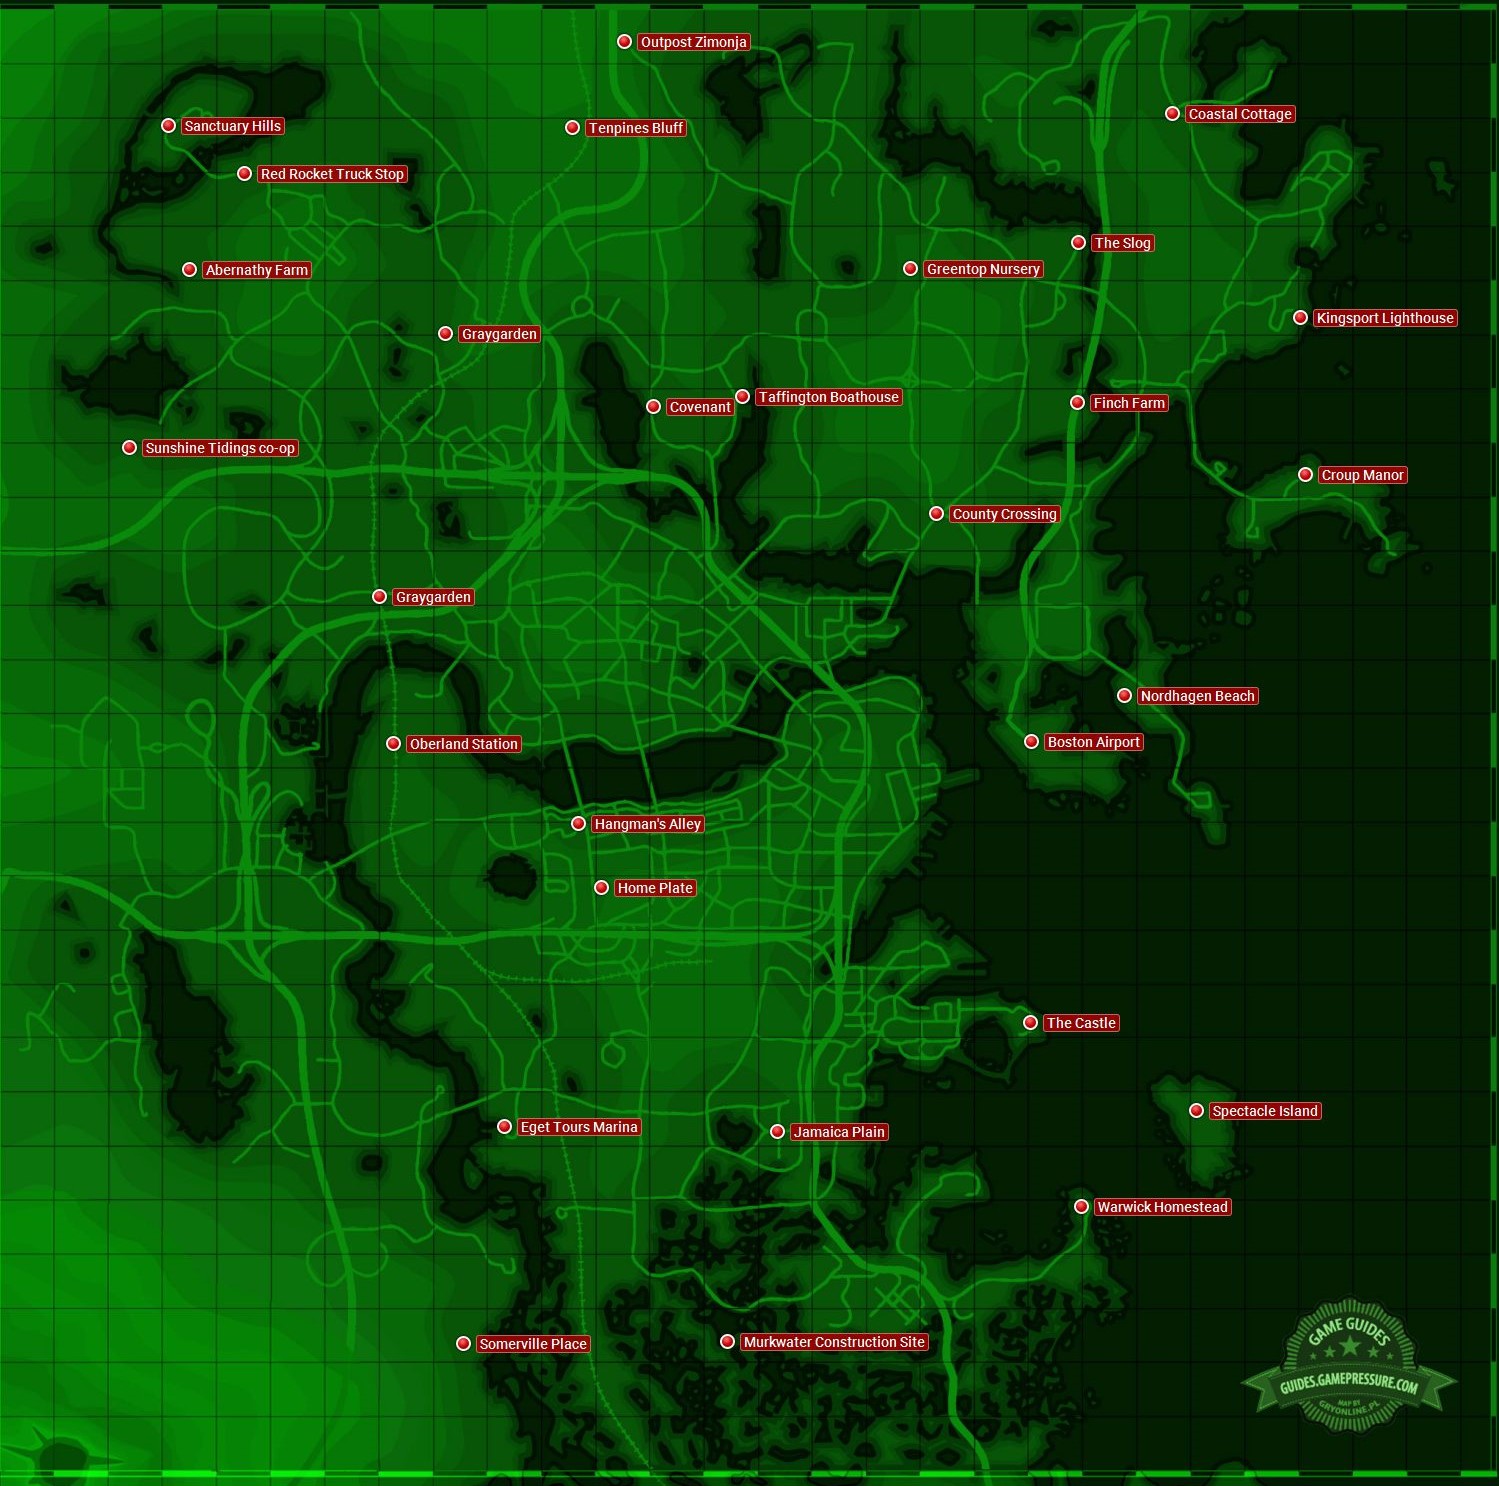 Outpost Zimonja
Coastal Cottage
Sanctuary Hills
Tenpines Bluff
Red Rocket Truck Stop
The Slog
Abernathy Farm
Greentop Nursery
Kingsport Lighthouse
Graygarden
Taffington Boathouse
Covenant
Finch Farm
Sunshine Tidings co-op
Croup Manor
County Crossing
Graygarden
Nordhagen Beach
Oberland Station
Boston Airport
Hangman's Alley
Home Plate
The Castle
Spectacle Island
Eget Tours Marina
Jamaica Plain
Warwick Homestead
Somerville Place
Murkwater Construction Site
GAME GUIDES
GUIDES.GAMEPRESSURE.COM
MAP BY
GRYONLINE.PL